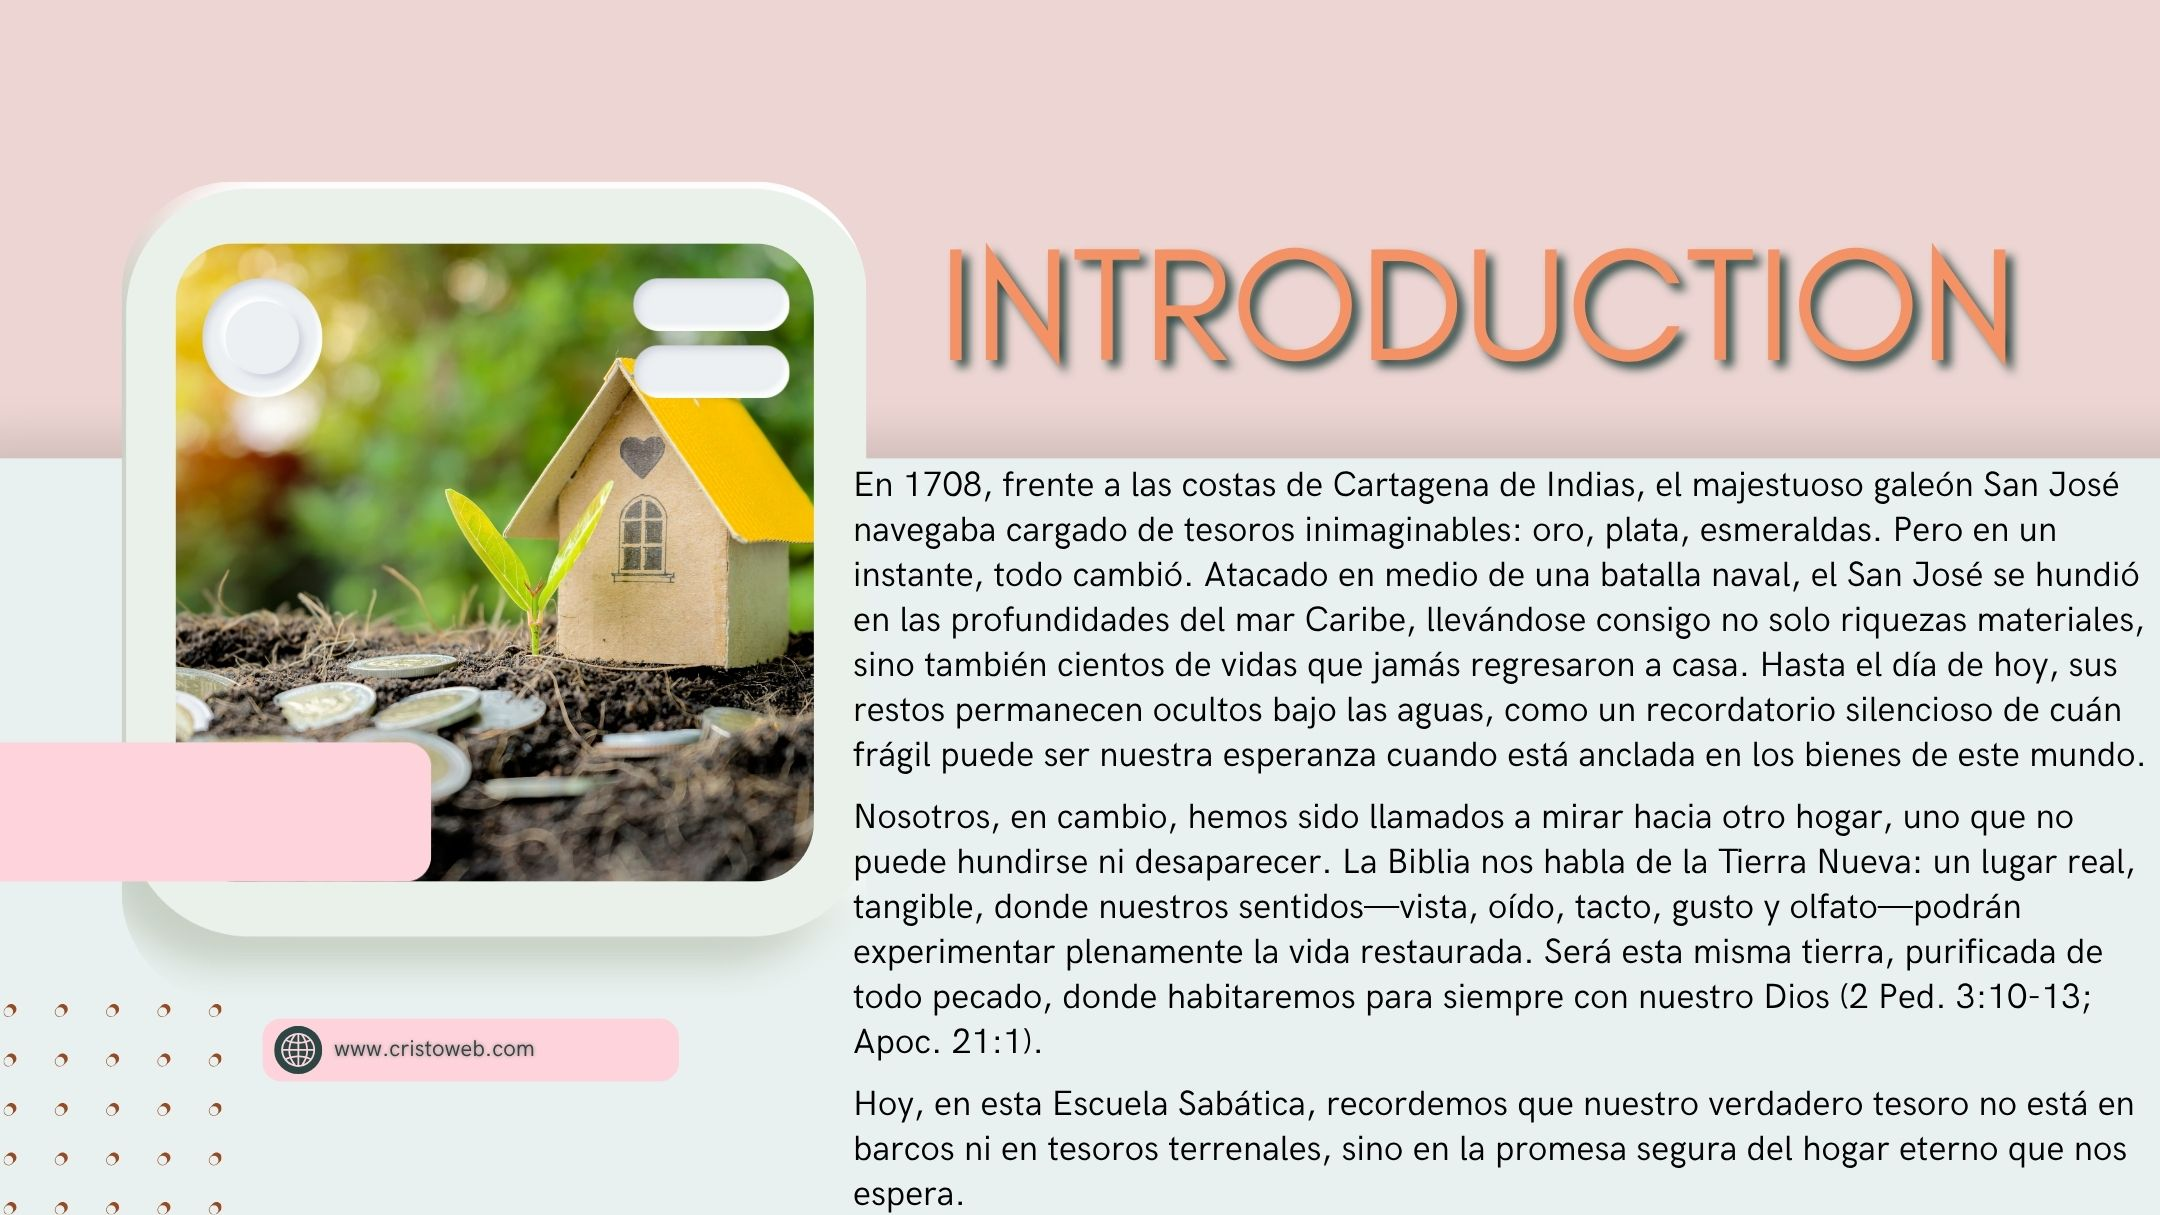 INTRODUCTION
En 1708, frente a las costas de Cartagena de Indias, el majestuoso galeón San José
navegaba cargado de tesoros inimaginables: oro, plata, esmeraldas. Pero en un
instante, todo cambió. Atacado en medio de una batalla naval, el San José se hundió
en las profundidades del mar Caribe, llevándose consigo no solo riquezas materiales,
sino también cientos de vidas que jamás regresaron a casa. Hasta el día de hoy, sus
restos permanecen ocultos bajo las aguas, como un recordatorio silencioso de cuán
frágil puede ser nuestra esperanza cuando está anclada en los bienes de este mundo.
Nosotros, en cambio, hemos sido llamados a mirar hacia otro hogar, uno que no
puede hundirse ni desaparecer. La Biblia nos habla de la Tierra Nueva: un lugar real,
tangible, donde nuestros sentidos—vista, oído, tacto, gusto y olfato—podrán
experimentar plenamente la vida restaurada. Será esta misma tierra, purificada de
todo pecado, donde habitaremos para siempre con nuestro Dios (2 Ped. 3:10-13;
Apoc. 21:1).
Hoy, en esta Escuela Sabática, recordemos que nuestro verdadero tesoro no está en
barcos ni en tesoros terrenales, sino en la promesa segura del hogar eterno que nos
espera.
www.cristoweb.com